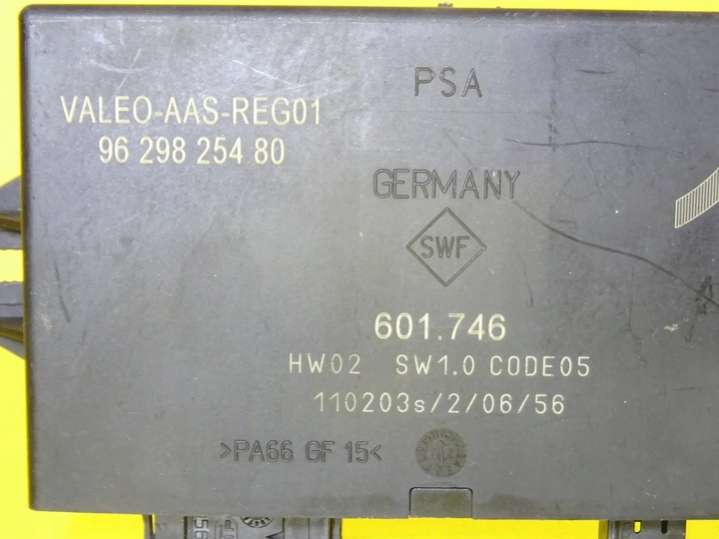 PSA
VALEO-AAS-REG01
96 298 254 80
GERMANY
SWF
601.746
HW02 SW1.0 CODE05
110203s/2/06/56
>PA66 GF 15<